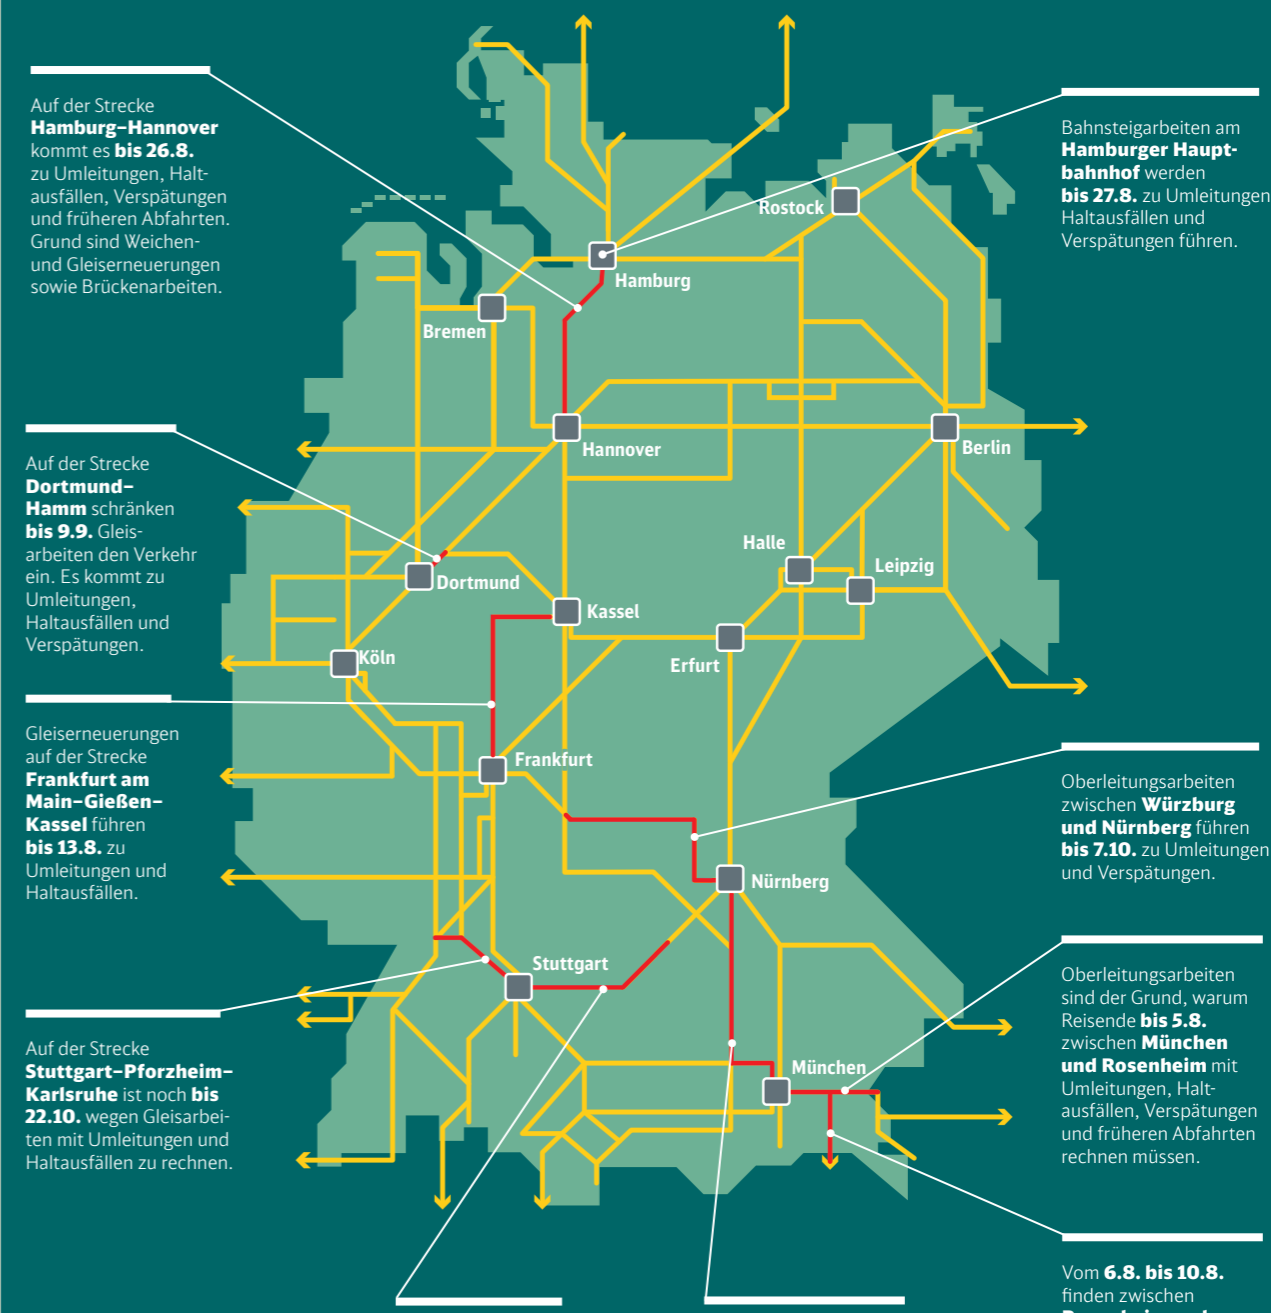 Auf der Strecke
Hamburg–Hannover
kommt es bis 26.8.
zu Umleitungen, Halt-
ausfällen, Verspätungen
und früheren Abfahrten.
Grund sind Weichen-
und Gleiserneuerungen
sowie Brückenarbeiten.
Auf der Strecke
Dortmund–
Hamm schränken
bis 9.9. Gleis-
arbeiten den Verkehr
ein. Es kommt zu
Umleitungen,
Haltausfällen und
Verspätungen.
Gleiserneuerungen
auf der Strecke
Frankfurt am
Main–Gießen–
Kassel führen
bis 13.8. zu
Umleitungen und
Haltausfällen.
Auf der Strecke
Stuttgart–Pforzheim–
Karlsruhe ist noch bis
22.10. wegen Gleisarbei-
ten mit Umleitungen und
Haltausfällen zu rechnen.
Rostock
Hamburg
Bremen
Hannover
Berlin
Halle
Leipzig
Dortmund
Kassel
Erfurt
Köln
Frankfurt
Nürnberg
Stuttgart
München
Bahnsteigarbeiten am
Hamburger Haupt-
bahnhof werden
bis 27.8. zu Umleitungen
Haltausfällen und
Verspätungen führen.
Oberleitungsarbeiten
zwischen Würzburg
und Nürnberg führen
bis 7.10. zu Umleitungen
und Verspätungen.
Oberleitungsarbeiten
sind der Grund, warum
Reisende bis 5.8.
zwischen München
und Rosenheim mit
Umleitungen, Halt-
ausfällen, Verspätungen
und früheren Abfahrten
rechnen müssen.
Vom 6.8. bis 10.8.
finden zwischen